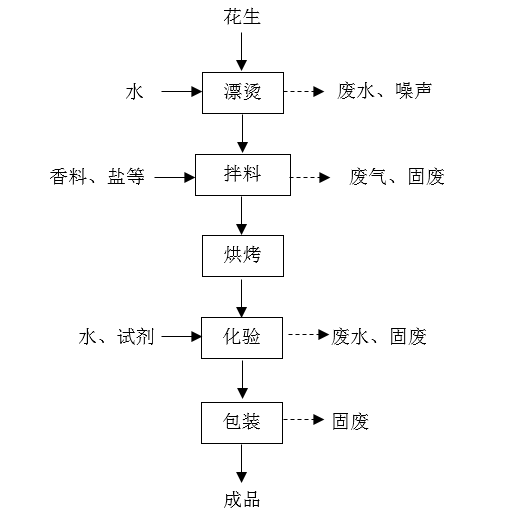 花生
水 漂烫 废水、噪声
香料、盐等 拌料 废气、固废
烘烤
水、试剂 化验 废水、固废
包装 固废
成品